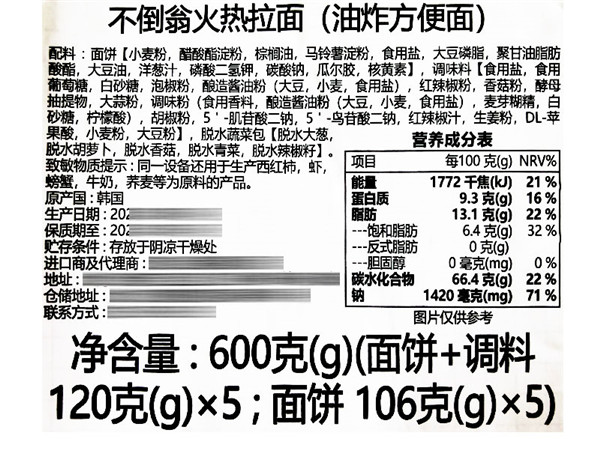 不倒翁火热拉面（油炸方便面）
配料：面饼【小麦粉，醋酸酯淀粉，棕榈油，马铃薯淀粉，食用盐，大豆磷脂，聚甘油脂肪
酸酯，大豆油，洋葱汁，磷酸二氢钾，碳酸钠，瓜尔胶，核黄素】，调味料【食用盐，食用
葡萄糖，白砂糖，泡椒粉，酿造酱油粉（大豆，小麦，食用盐），红辣椒粉，香菇粉，酵母
抽提物，大蒜粉，调味粉（食用香料，酿造酱油粉（大豆，小麦，食用盐），麦芽糊精，白
砂糖，柠檬酸），胡椒粉，5＇-肌苷酸二钠，5＇-鸟苷酸二钠，红辣椒汁，生姜粉，DL-苹
果酸，小麦粉，大豆粉】，脱水蔬菜包【脱水大葱，
脱水胡萝卜，脱水香菇，脱水青菜，脱水辣椒籽】。
致敏物质提示：同一设备还用于生产西红柿，虾，
螃蟹，牛奶，荞麦等为原料的产品。
原产国：韩国
生产日期：202
保质期至：202
贮存条件：存放于阴凉干燥处
进口商及代理商：
地址：
仓储地址：
联系方式：
营养成分表
项目 每100 克(g) NRV%
能量 1772 千焦(kJ) 21 %
蛋白质 9.3 克(g) 16 %
脂肪 13.1 克(g) 22 %
---饱和脂肪 6.4 克(g) 32 %
---反式脂肪 0 克(g)
---胆固醇 0 毫克(mg) 0 %
碳水化合物 66.4 克(g) 22 %
钠 1420 毫克(mg) 71 %
图片仅供参考
净含量：600克(g)(面饼+调料
120克(g)×5；面饼 106克(g)×5)